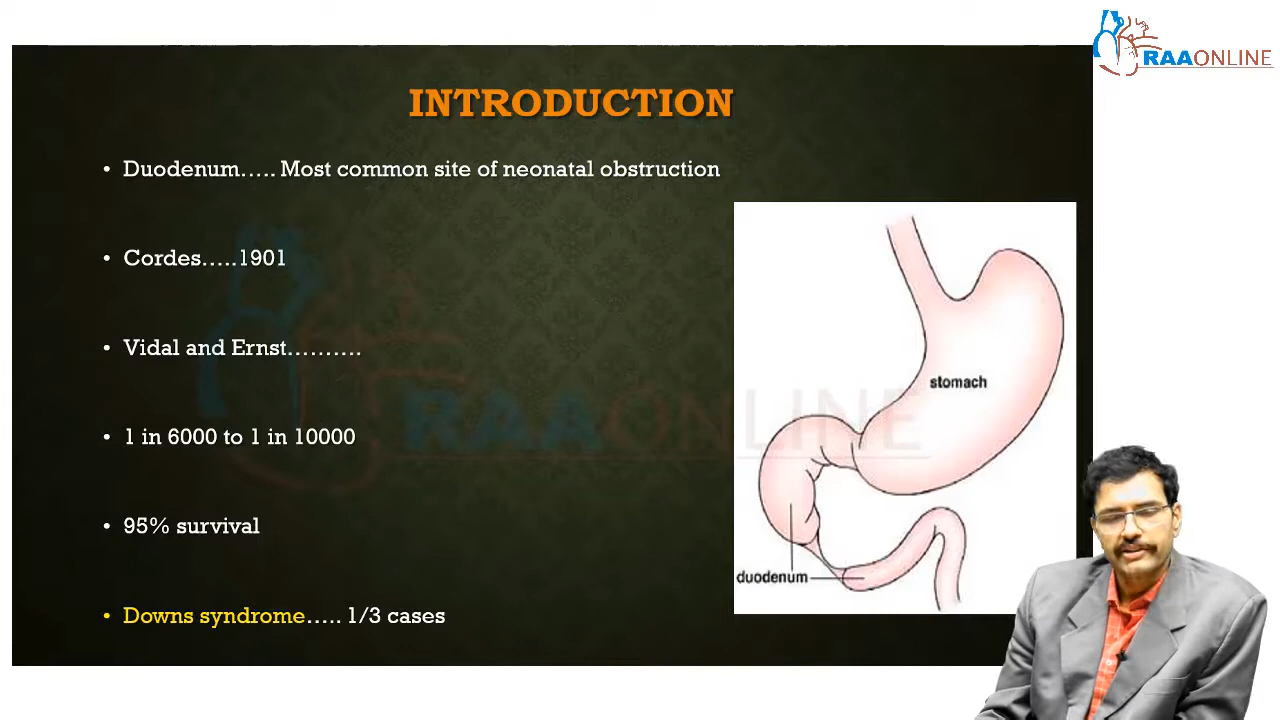 RAAONLINE
INTRODUCTION
• Duodenum….. Most common site of neonatal obstruction
• Cordes…..1901
• Vidal and Ernst……….
• 1 in 6000 to 1 in 10000
• 95% survival
• Downs syndrome….. 1/3 cases
stomach
duodenum
RAAONLINE